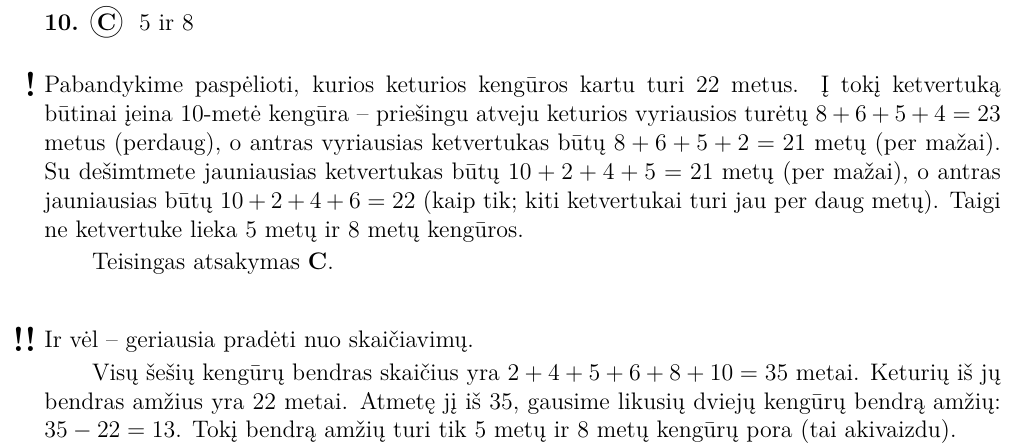 10. C 5 ir 8
! Pabandykime paspėlioti, kurios keturios kengūros kartu turi 22 metus. Į tokį ketvertuką
būtinai įeina 10-metė kengūra – priešingu atveju keturios vyriausios turėtų 8 + 6 + 5 + 4 = 23
metus (perdaug), o antras vyriausias ketvertukas būtų 8 + 6 + 5 + 2 = 21 metų (per mažai).
Su dešimtmete jauniausias ketvertukas būtų 10 + 2 + 4 + 5 = 21 metų (per mažai), o antras
jauniausias būtų 10 + 2 + 4 + 6 = 22 (kaip tik; kiti ketvertukai turi jau per daug metų). Taigi
ne ketvertuke lieka 5 metų ir 8 metų kengūros.
Teisingas atsakymas C.
!! Ir vėl – geriausia pradėti nuo skaičiavimų.
Visų šešių kengūrų bendras skaičius yra 2 + 4 + 5 + 6 + 8 + 10 = 35 metai. Keturių iš jų
bendras amžius yra 22 metai. Atmetę jį iš 35, gausime likusių dviejų kengūrų bendrą amžių:
35 − 22 = 13. Tokį bendrą amžių turi tik 5 metų ir 8 metų kengūrų pora (tai akivaizdu).